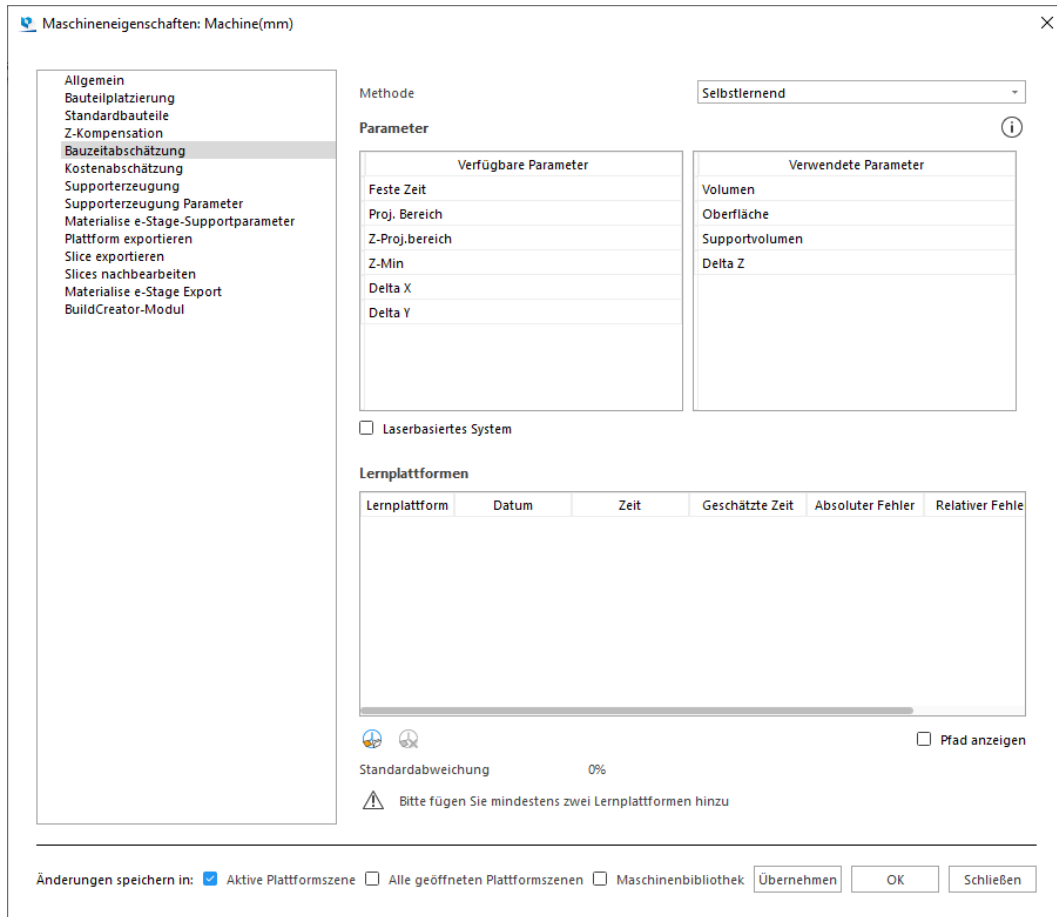 Maschineneigenschaften: Machine(mm)
Allgemein
Bauteilplatzierung
Standardbauteile
Z-Kompensation
Bauzeitabschätzung
Kostenabschätzung
Supporterzeugung
Supporterzeugung Parameter
Materialise e-Stage-Supportparameter
Plattform exportieren
Slice exportieren
Slices nachbearbeiten
Materialise e-Stage Export
BuildCreator-Modul
Methode Selbstlernend
Parameter
Verfügbare Parameter
Feste Zeit
Proj. Bereich
Z-Proj.bereich
Z-Min
Delta X
Delta Y
Verwendete Parameter
Volumen
Oberfläche
Supportvolumen
Delta Z
Laserbasiertes System
Lernplattformen
Lernplattform Datum Zeit Geschätzte Zeit Absoluter Fehler Relativer Fehle
Pfad anzeigen
Standardabweichung 0%
Bitte fügen Sie mindestens zwei Lernplattformen hinzu
Änderungen speichern in: Aktive Plattformszene Alle geöffneten Plattformszenen Maschinenbibliothek Übernehmen OK Schließen